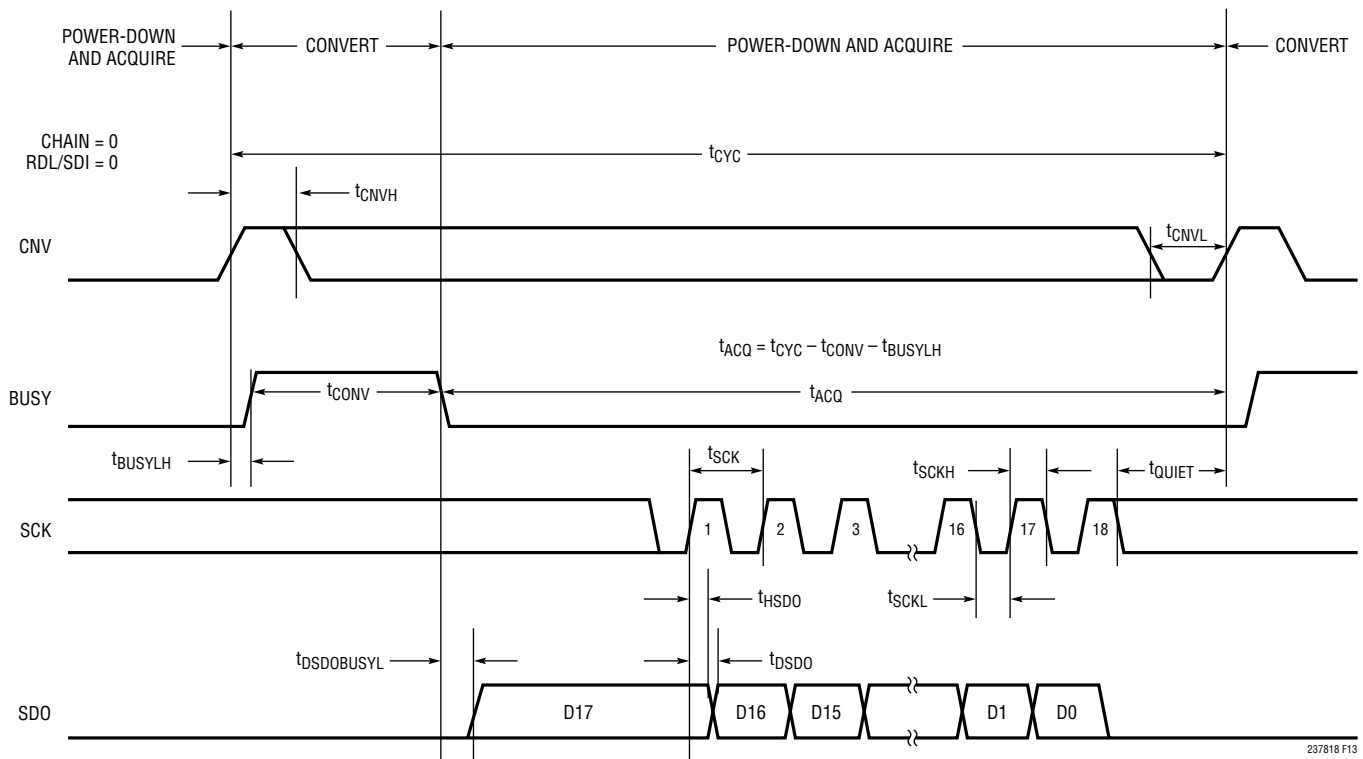 POWER-DOWN
AND ACQUIRE
CONVERT
POWER-DOWN AND ACQUIRE
CONVERT
CHAIN = 0
RDL/SDI = 0
tCYC
tCNVH
CNV
tCNVL
tACQ = tCYC – tCONV – tBUSYLH
BUSY
tCONV
tACQ
tBUSYLH
tSCK
tSCKH
tQUIET
SCK
1
2
3
16
17
18
tHSDO
tSCKL
tDSDOBUSYL
tDSDO
SDO
D17
D16
D15
D1
D0
237818 F13